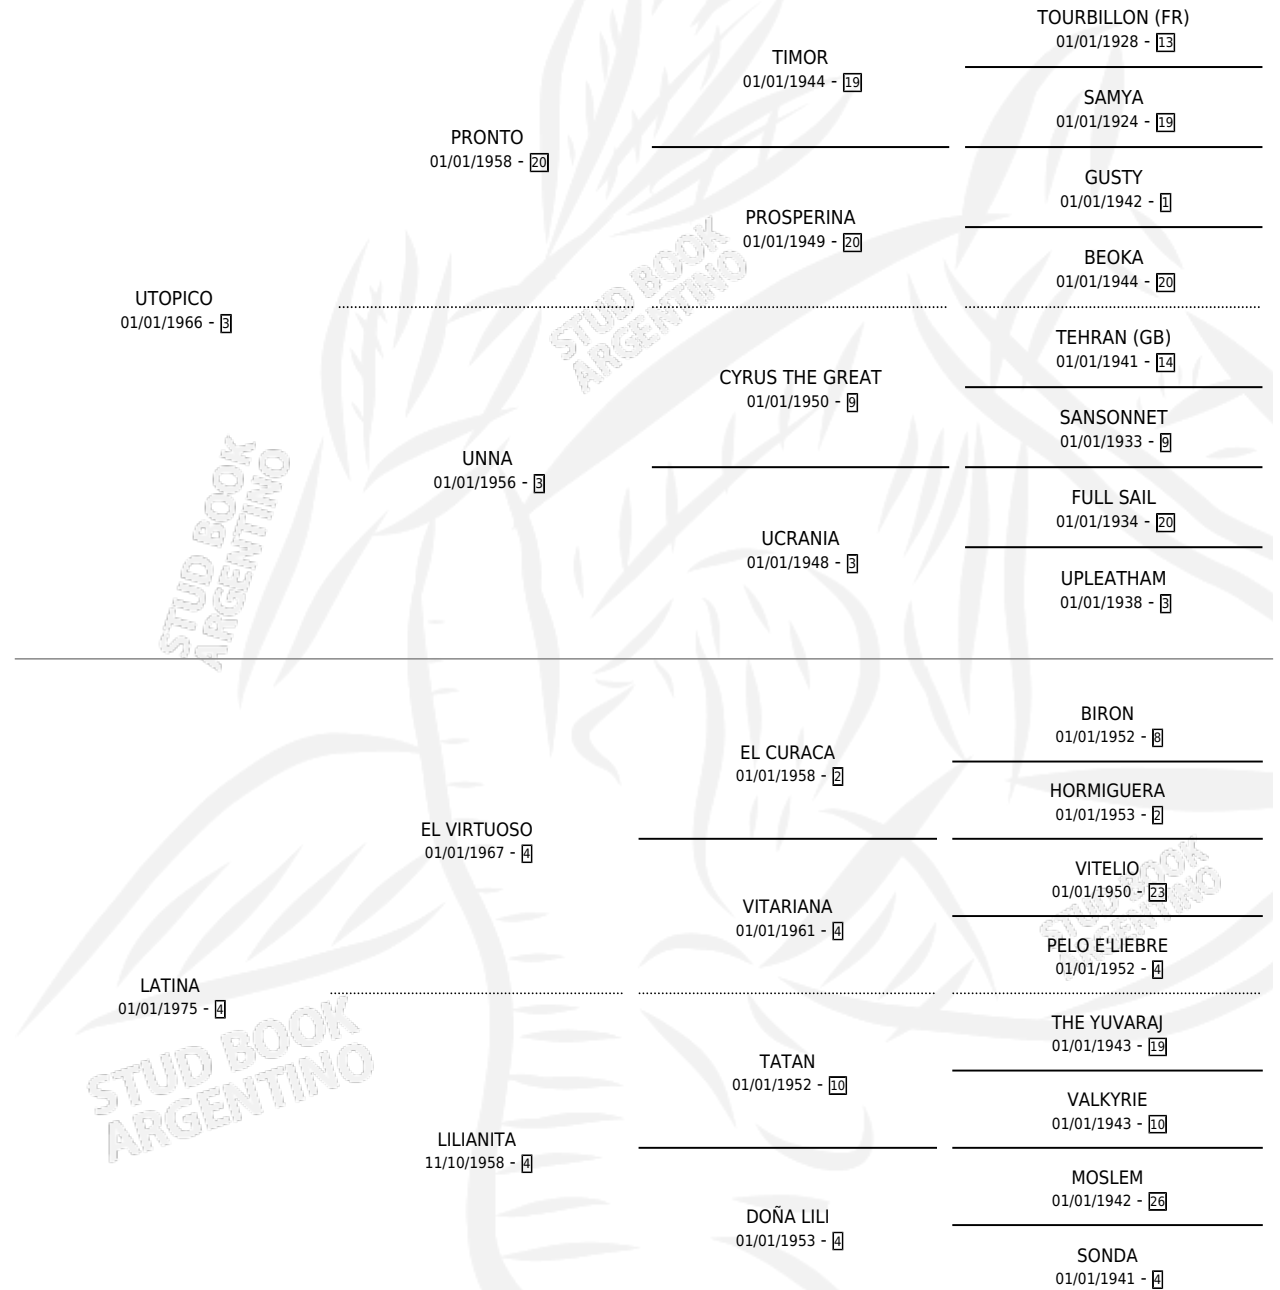 TOURBILLON (FR)
01/01/1928 - 13
TIMOR
01/01/1944 - 19
SAMYA
01/01/1924 - 19
PRONTO
01/01/1958 - 20
GUSTY
01/01/1942 - 1
PROSPERINA
01/01/1949 - 20
BEOKA
01/01/1944 - 20
UTOPICO
01/01/1966 - 3
TEHRAN (GB)
01/01/1941 - 14
CYRUS THE GREAT
01/01/1950 - 9
SANSONNET
01/01/1933 - 9
UNNA
01/01/1956 - 3
FULL SAIL
01/01/1934 - 20
UCRANIA
01/01/1948 - 3
UPLEATHAM
01/01/1938 - 3
STUD BOOK
ARGENTINO
STUD BOOK
ARGENTINO
BIRON
01/01/1952 - 8
EL CURACA
01/01/1958 - 2
HORMIGUERA
01/01/1953 - 2
EL VIRTUOSO
01/01/1967 - 4
VITELIO
01/01/1950 - 23
VITARIANA
01/01/1961 - 4
PELO E'LIEBRE
01/01/1952 - 4
LATINA
01/01/1975 - 4
THE YUVARAJ
01/01/1943 - 19
TATAN
01/01/1952 - 10
VALKYRIE
01/01/1943 - 10
LILIANITA
11/10/1958 - 4
MOSLEM
01/01/1942 - 26
DOÑA LILI
01/01/1953 - 4
SONDA
01/01/1941 - 4
STUD BOOK
ARGENTINO
STUD BOOK
ARGENTINO